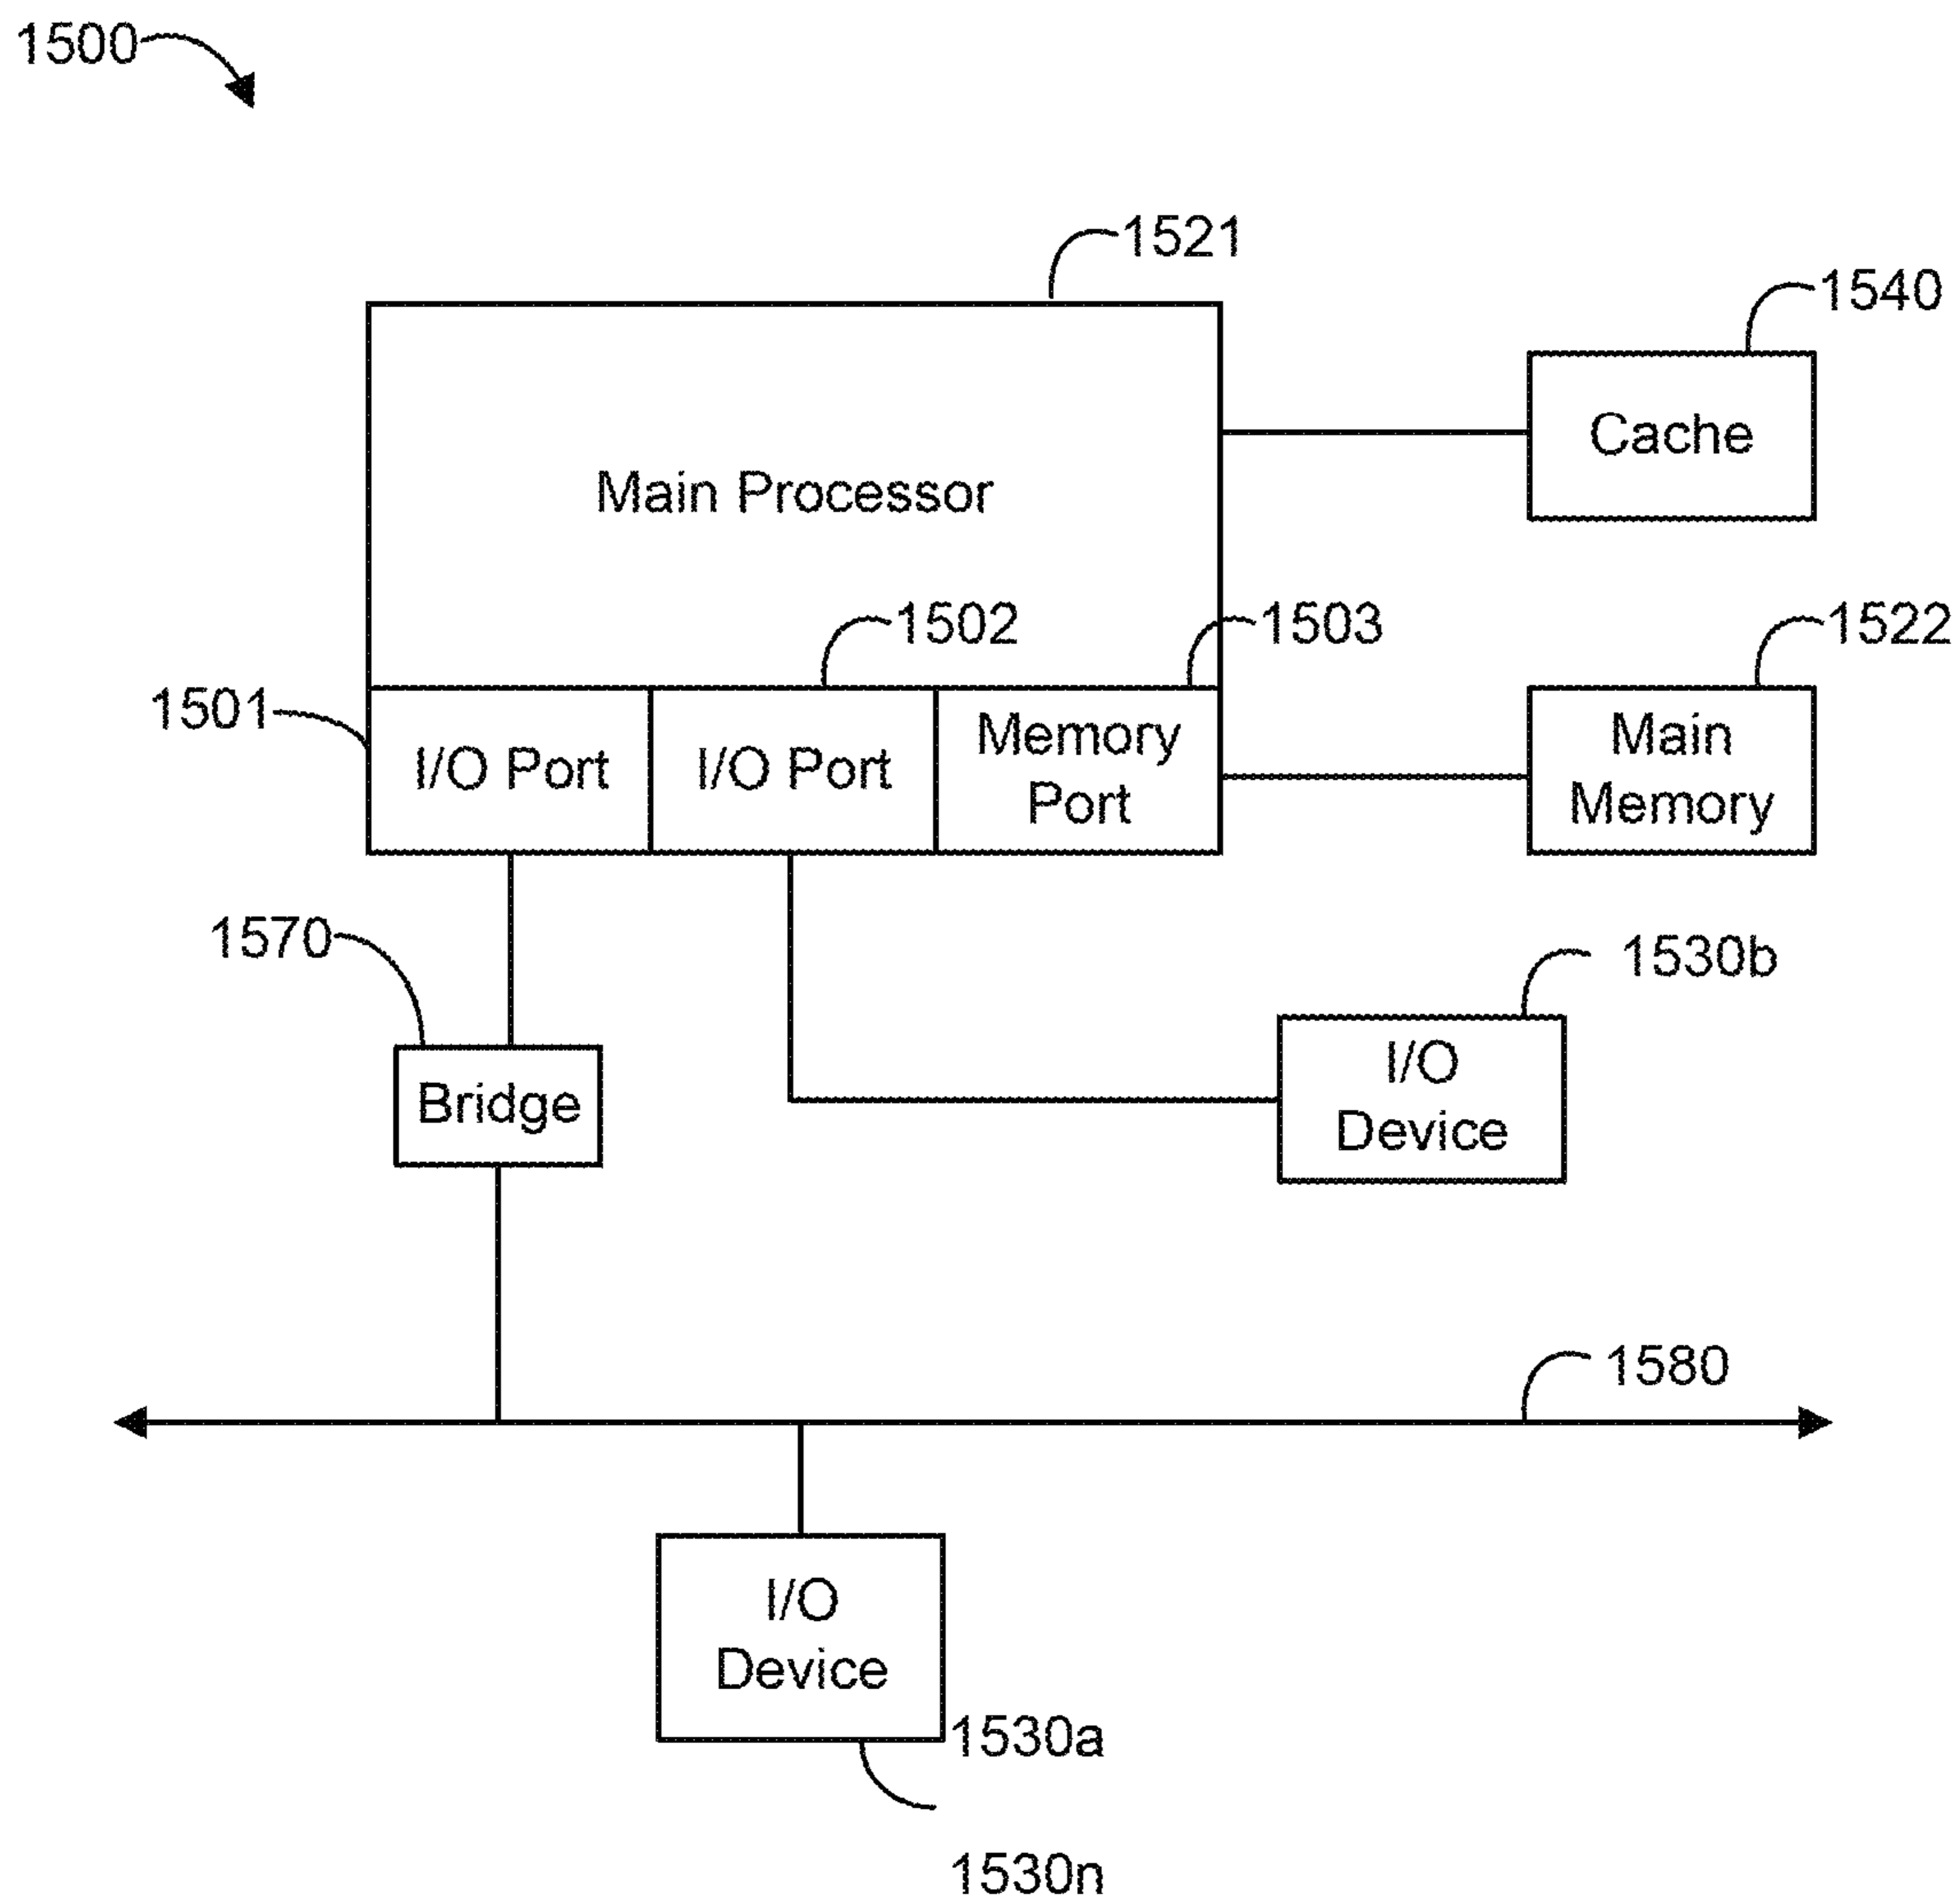 1500
1521
1540
Cache
Main Processor
1502
1503
1522
1501
I/O Port
I/O Port
Memory
Port
Main
Memory
1570
1530b
Bridge
I/O
Device
1580
I/O
Device
1530a
1530n